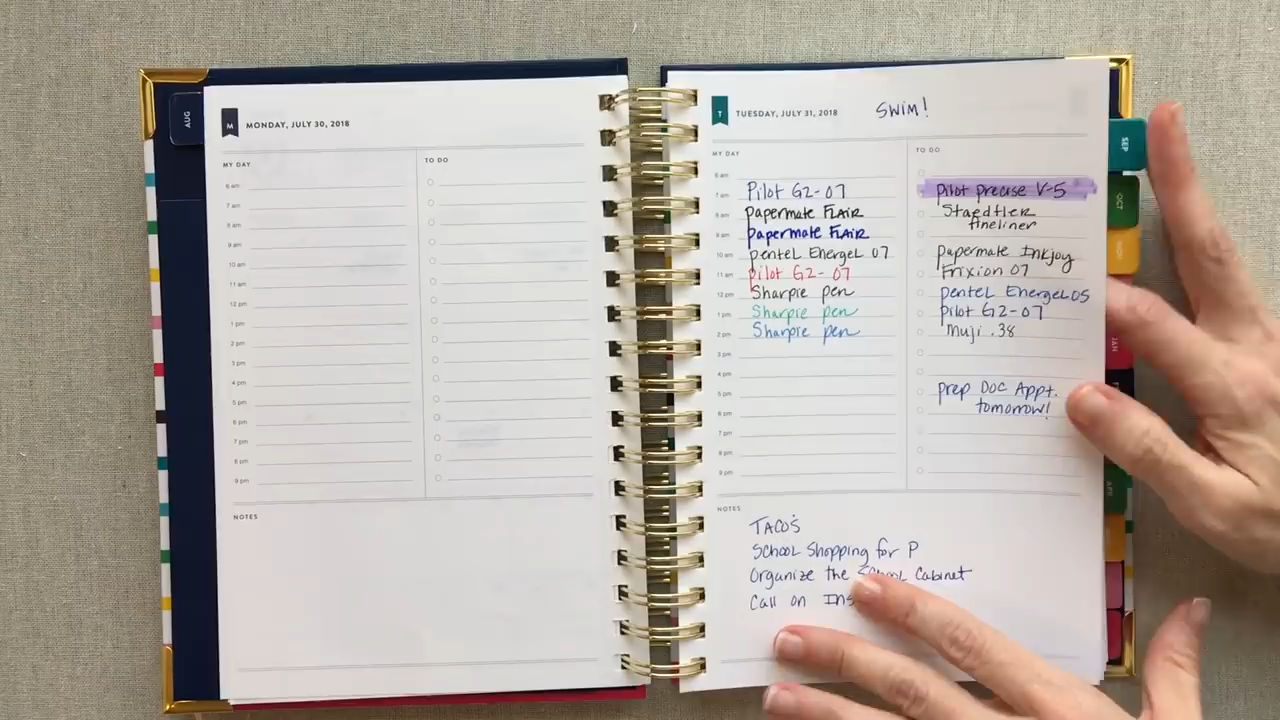 AUG
M MONDAY, JULY 30, 2018
MY DAY
TO DO
6 am
7 am
8 am
9 am
10 am
11 am
12 pm
1 pm
2 pm
3 pm
4 pm
5 pm
6 pm
7 pm
8 pm
9 pm
NOTES
T TUESDAY, JULY 31, 2018
SWIM!
MY DAY
6 am
7 am Pilot G2-07
8 am papermate FLAIR
9 am papermate FLAIR
10 am pentel Energel 07
11 am Pilot G2-07
12 pm Sharpie pen
1 pm Sharpie pen
2 pm Sharpie pen
3 pm
4 pm
5 pm
6 pm
7 pm
8 pm
9 pm
TO DO
Pilot precise V-5
Staedtler
fineliner
papermate Inkjoy
Frixion 07
pentel Energel 05
Pilot G2-07
Muji .38
prep Doc Appt.
tomorrow!
NOTES
TACOS
School Shopping for P
Organize the School Cabinet
Call on
SEP
OCT
NOV
JAN
APR